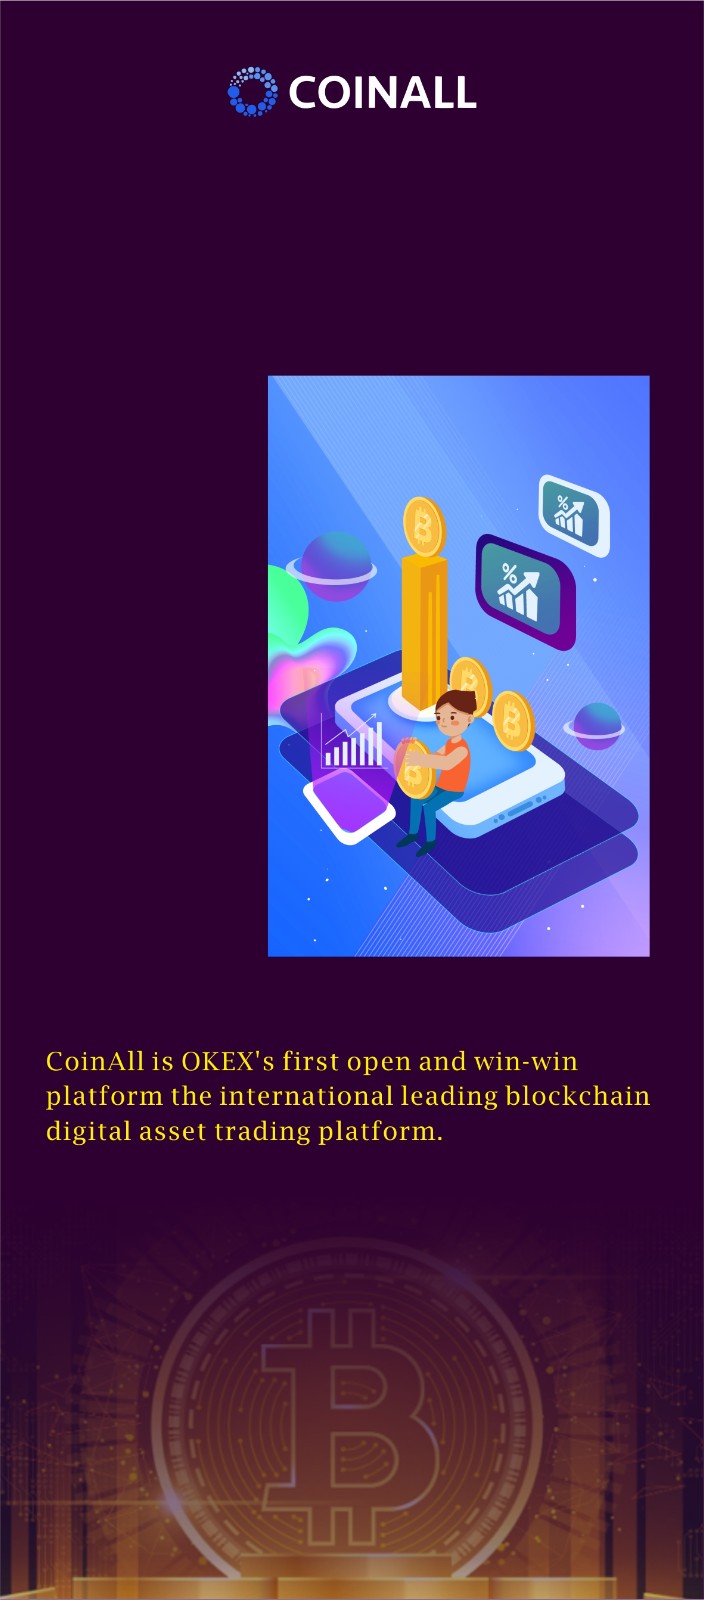 COINALL
%
%
CoinAll is OKEX's first open and win-win
platform the international leading blockchain
digital asset trading platform.